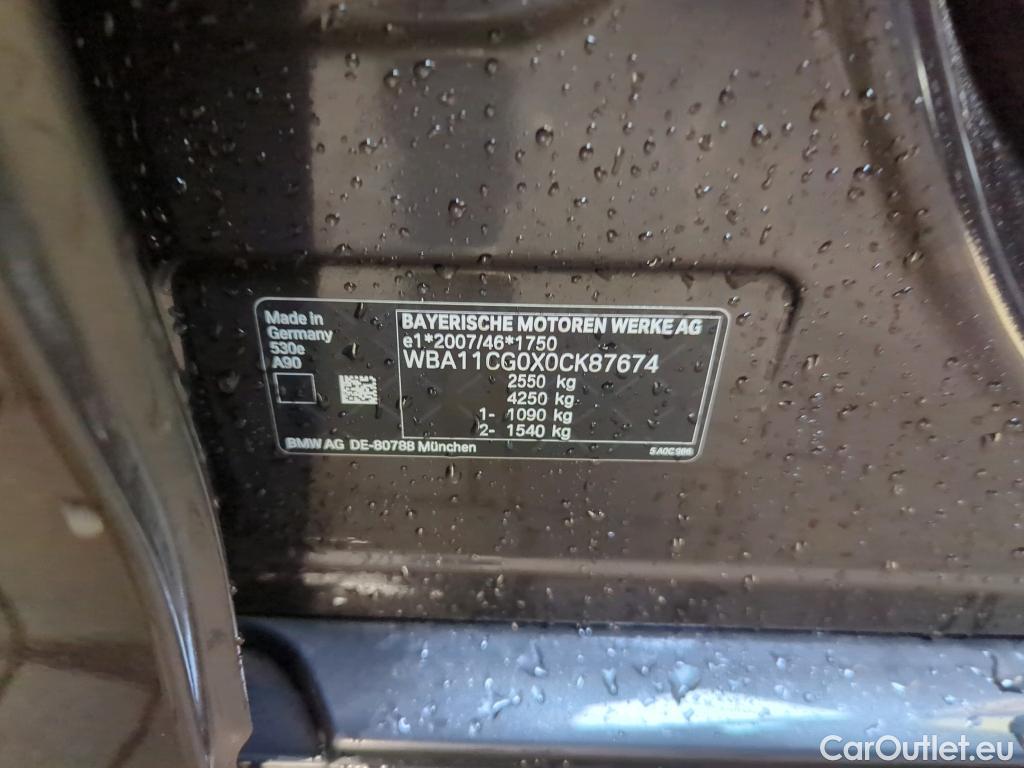 Made in
Germany
530e
A90
BAYERISCHE MOTOREN WERKE AG
e1*2007/46*1750
WBA11CG0X0CK87674
2550 kg
4250 kg
1- 1090 kg
2- 1540 kg
BMW AG DE-80788 München
CarOutlet.eu